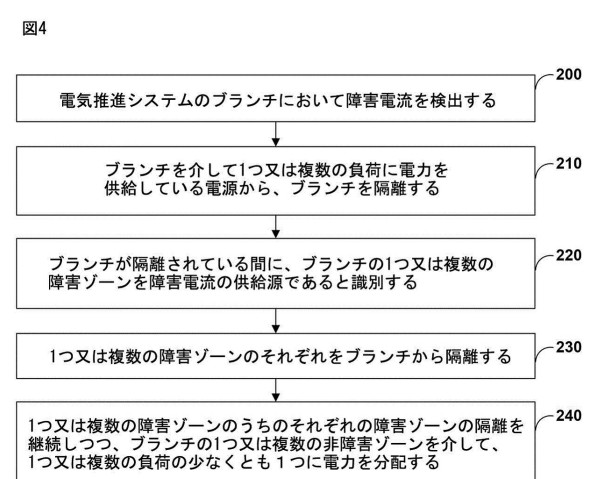 図4
電気推進システムのブランチにおいて障害電流を検出する
200
ブランチを介して1つ又は複数の負荷に電力を
供給している電源から、ブランチを隔離する
210
ブランチが隔離されている間に、ブランチの1つ又は複数の
障害ゾーンを障害電流の供給源であると識別する
220
1つ又は複数の障害ゾーンのそれぞれをブランチから隔離する
230
1つ又は複数の障害ゾーンのうちのそれぞれの障害ゾーンの隔離を
継続しつつ、ブランチの1つ又は複数の非障害ゾーンを介して、
1つ又は複数の負荷の少なくとも１つに電力を分配する
240